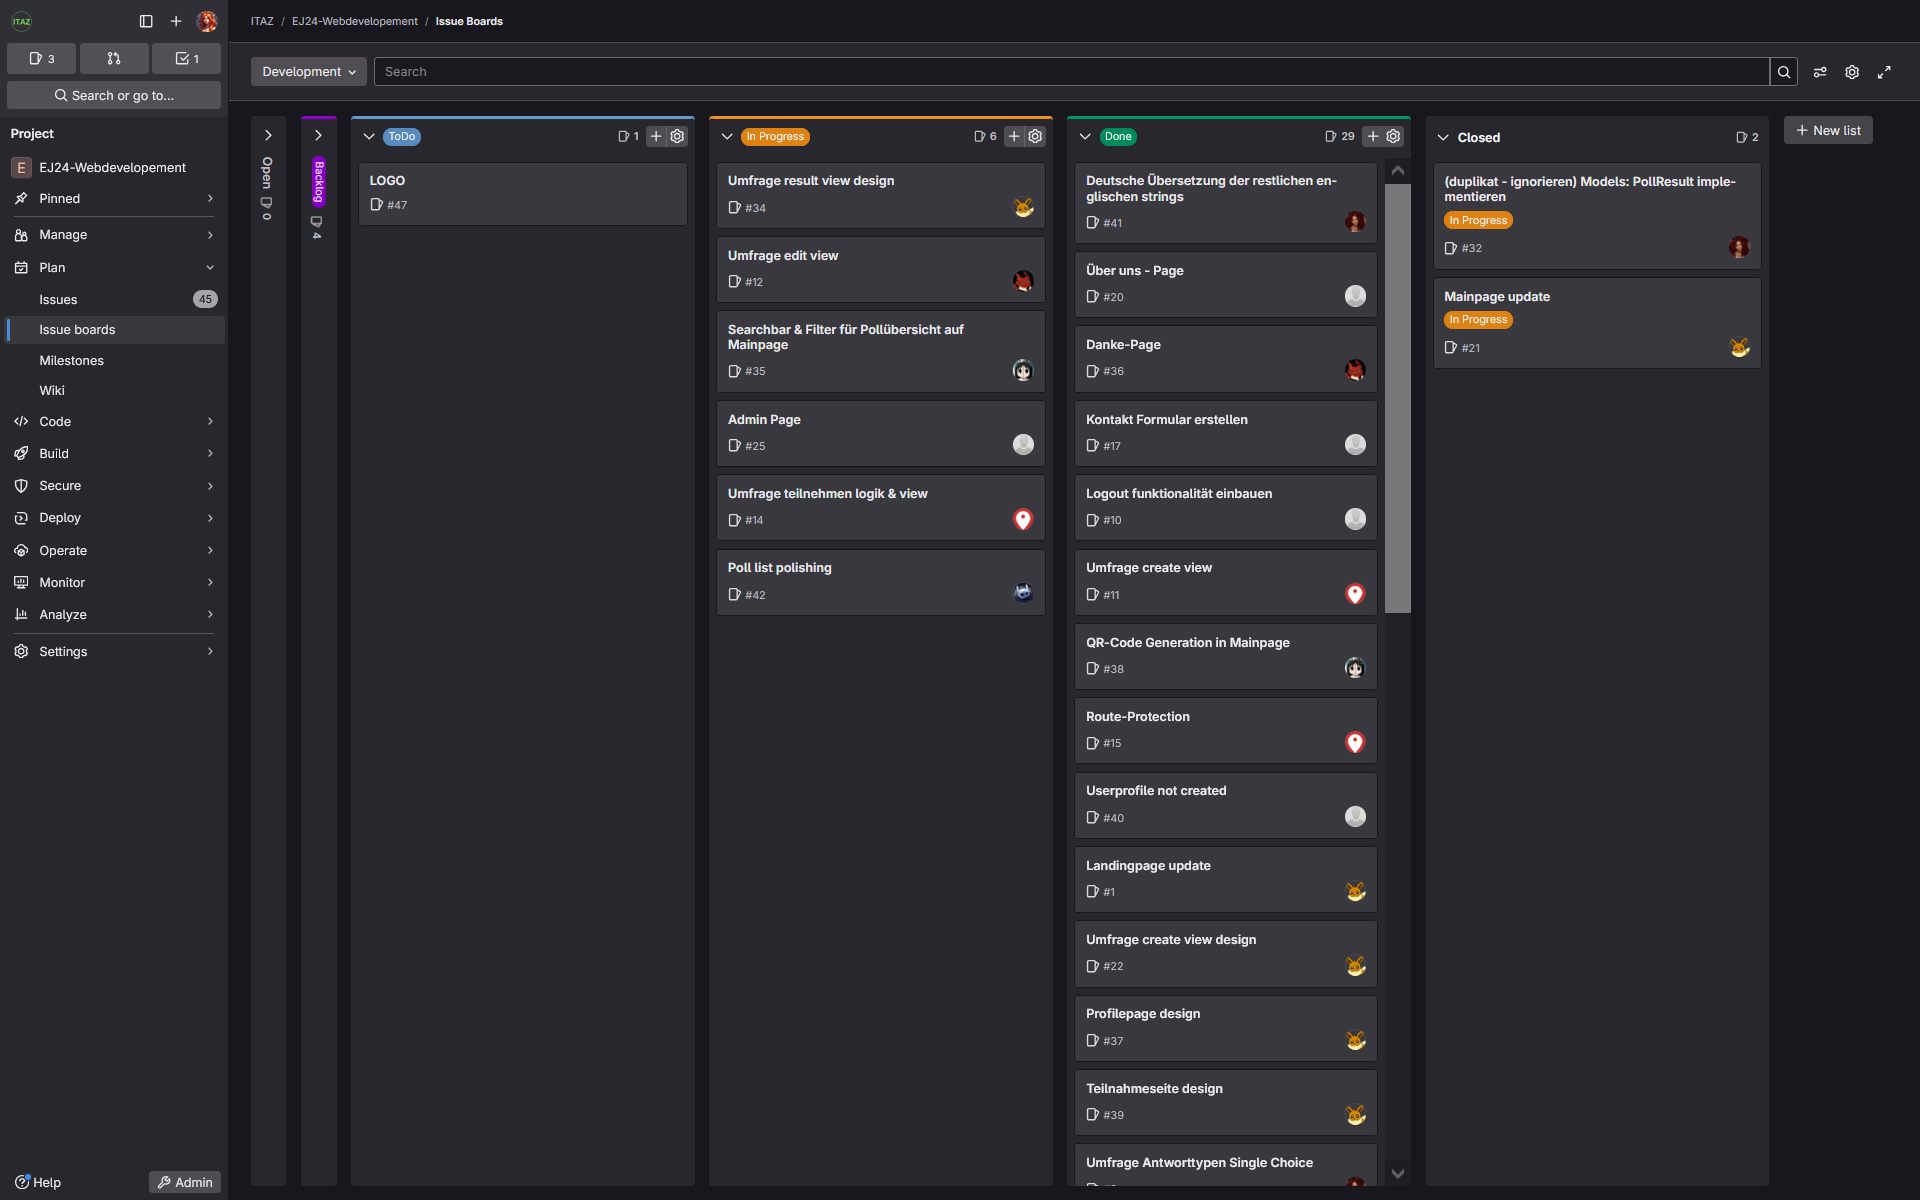 ITAZ
3
1
Search or go to...
Project
E EJ24-Webdevelopement
Pinned
Manage
Plan
Issues 45
Issue boards
Milestones
Wiki
Code
Build
Secure
Deploy
Operate
Monitor
Analyze
Settings
Help
Admin
ITAZ / EJ24-Webdevelopement / Issue Boards
Development
Search
Open 0
Backlog 4
ToDo 1
LOGO
#47
In Progress 6
Umfrage result view design
#34
Umfrage edit view
#12
Searchbar & Filter für Pollübersicht auf
Mainpage
#35
Admin Page
#25
Umfrage teilnehmen logik & view
#14
Poll list polishing
#42
Done 29
Deutsche Übersetzung der restlichen en-
glischen strings
#41
Über uns - Page
#20
Danke-Page
#36
Kontakt Formular erstellen
#17
Logout funktionalität einbauen
#10
Umfrage create view
#11
QR-Code Generation in Mainpage
#38
Route-Protection
#15
Userprofile not created
#40
Landingpage update
#1
Umfrage create view design
#22
Profilepage design
#37
Teilnahmeseite design
#39
Umfrage Antworttypen Single Choice
Closed 2
(duplikat - ignorieren) Models: PollResult imple-
mentieren
In Progress
#32
Mainpage update
In Progress
#21
New list